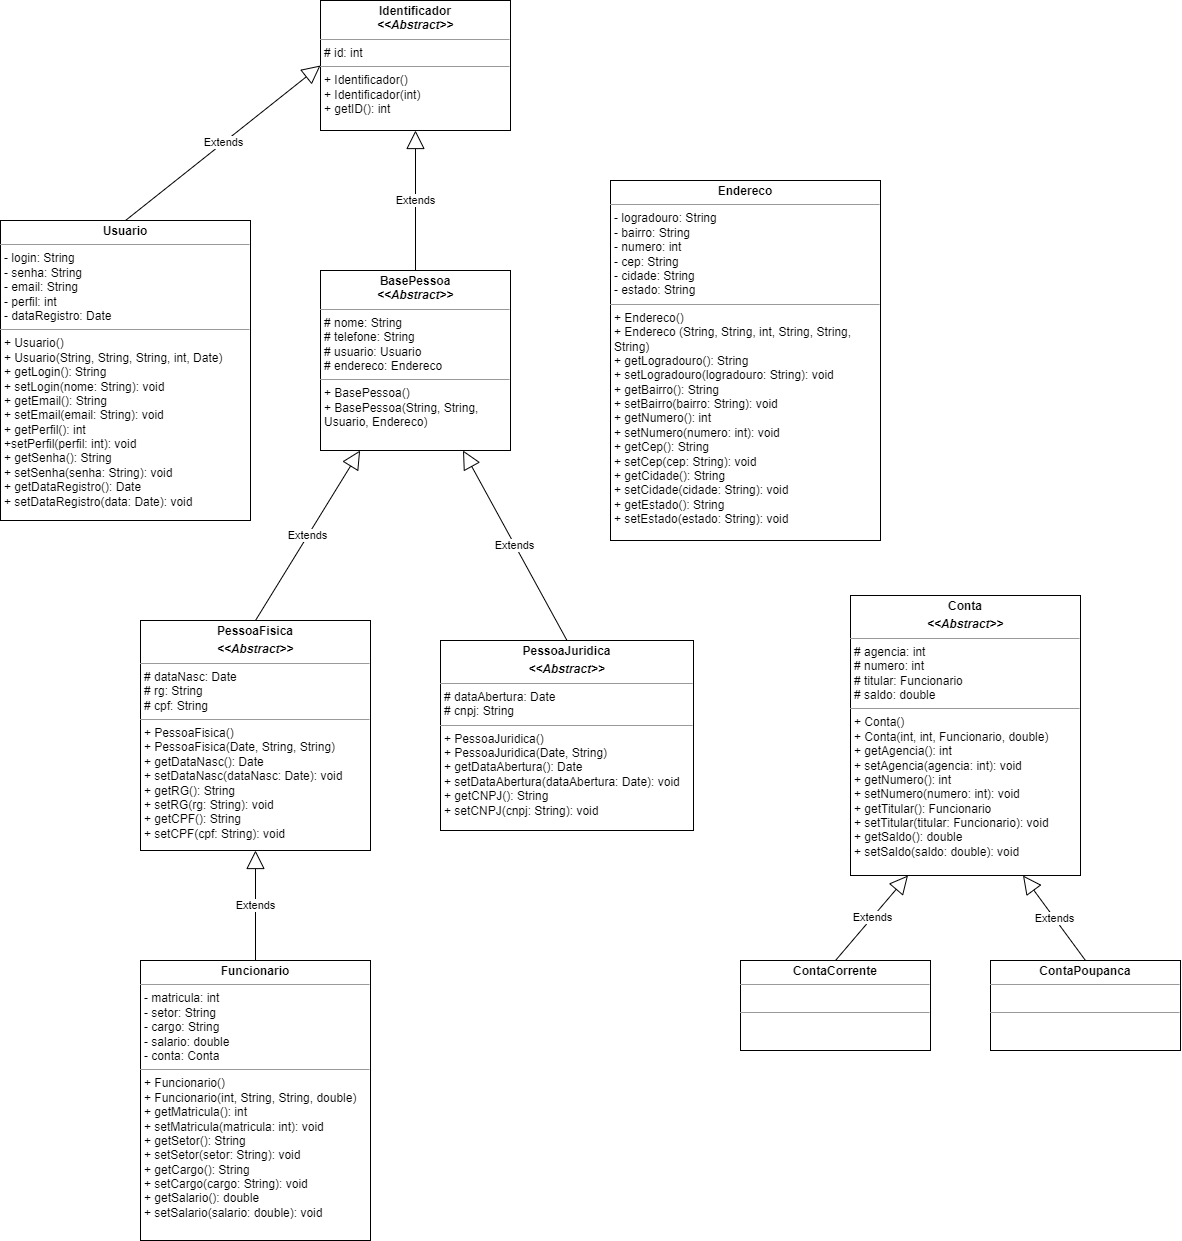 Identificador
<<Abstract>>
# id: int
+ Identificador()
+ Identificador(int)
+ getID(): int
Extends
Extends
Usuario
- login: String
- senha: String
- email: String
- perfil: int
- dataRegistro: Date
+ Usuario()
+ Usuario(String, String, String, int, Date)
+ getLogin(): String
+ setLogin(nome: String): void
+ getEmail(): String
+ setEmail(email: String): void
+ getPerfil(): int
+setPerfil(perfil: int): void
+ getSenha(): String
+ setSenha(senha: String): void
+ getDataRegistro(): Date
+ setDataRegistro(data: Date): void
BasePessoa
<<Abstract>>
# nome: String
# telefone: String
# usuario: Usuario
# endereco: Endereco
+ BasePessoa()
+ BasePessoa(String, String,
Usuario, Endereco)
Endereco
- logradouro: String
- bairro: String
- numero: int
- cep: String
- cidade: String
- estado: String
+ Endereco()
+ Endereco (String, String, int, String, String,
String)
+ getLogradouro(): String
+ setLogradouro(logradouro: String): void
+ getBairro(): String
+ setBairro(bairro: String): void
+ getNumero(): int
+ setNumero(numero: int): void
+ getCep(): String
+ setCep(cep: String): void
+ getCidade(): String
+ setCidade(cidade: String): void
+ getEstado(): String
+ setEstado(estado: String): void
Extends
Extends
PessoaFisica
<<Abstract>>
# dataNasc: Date
# rg: String
# cpf: String
+ PessoaFisica()
+ PessoaFisica(Date, String, String)
+ getDataNasc(): Date
+ setDataNasc(dataNasc: Date): void
+ getRG(): String
+ setRG(rg: String): void
+ getCPF(): String
+ setCPF(cpf: String): void
PessoaJuridica
<<Abstract>>
# dataAbertura: Date
# cnpj: String
+ PessoaJuridica()
+ PessoaJuridica(Date, String)
+ getDataAbertura(): Date
+ setDataAbertura(dataAbertura: Date): void
+ getCNPJ(): String
+ setCNPJ(cnpj: String): void
Conta
<<Abstract>>
# agencia: int
# numero: int
# titular: Funcionario
# saldo: double
+ Conta()
+ Conta(int, int, Funcionario, double)
+ getAgencia(): int
+ setAgencia(agencia: int): void
+ getNumero(): int
+ setNumero(numero: int): void
+ getTitular(): Funcionario
+ setTitular(titular: Funcionario): void
+ getSaldo(): double
+ setSaldo(saldo: double): void
Extends
Extends
Extends
Funcionario
- matricula: int
- setor: String
- cargo: String
- salario: double
- conta: Conta
+ Funcionario()
+ Funcionario(int, String, String, double)
+ getMatricula(): int
+ setMatricula(matricula: int): void
+ getSetor(): String
+ setSetor(setor: String): void
+ getCargo(): String
+ setCargo(cargo: String): void
+ getSalario(): double
+ setSalario(salario: double): void
ContaCorrente
ContaPoupanca